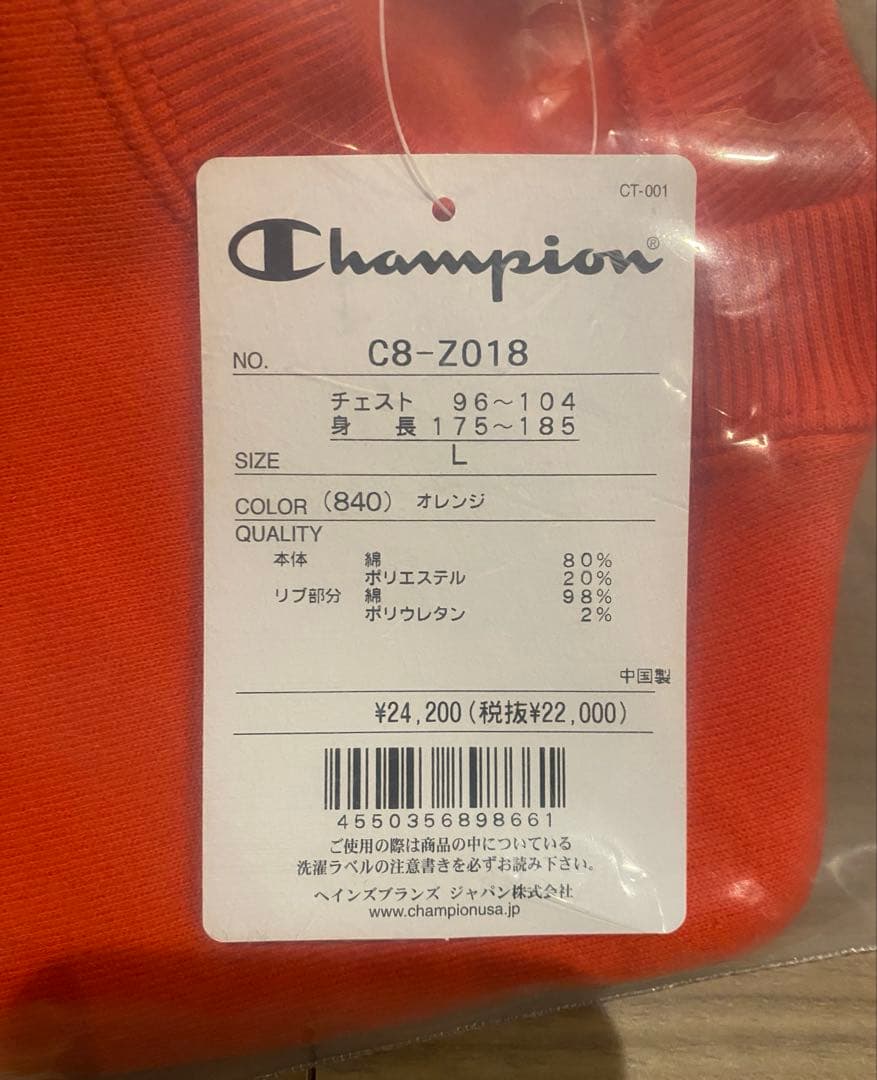 CT-001
Champion®
NO. C8-Z018
チェスト 96～104
身長 175～185
SIZE L
COLOR (840) オレンジ
QUALITY
本体 綿 80%
ポリエステル 20%
リブ部分 綿 98%
ポリウレタン 2%
中国製
¥24,200(税抜¥22,000)
4550356898661
ご使用の際は商品の中についている
洗濯ラベルの注意書きを必ずお読み下さい。
ヘインズブランズ ジャパン株式会社
www.championusa.jp